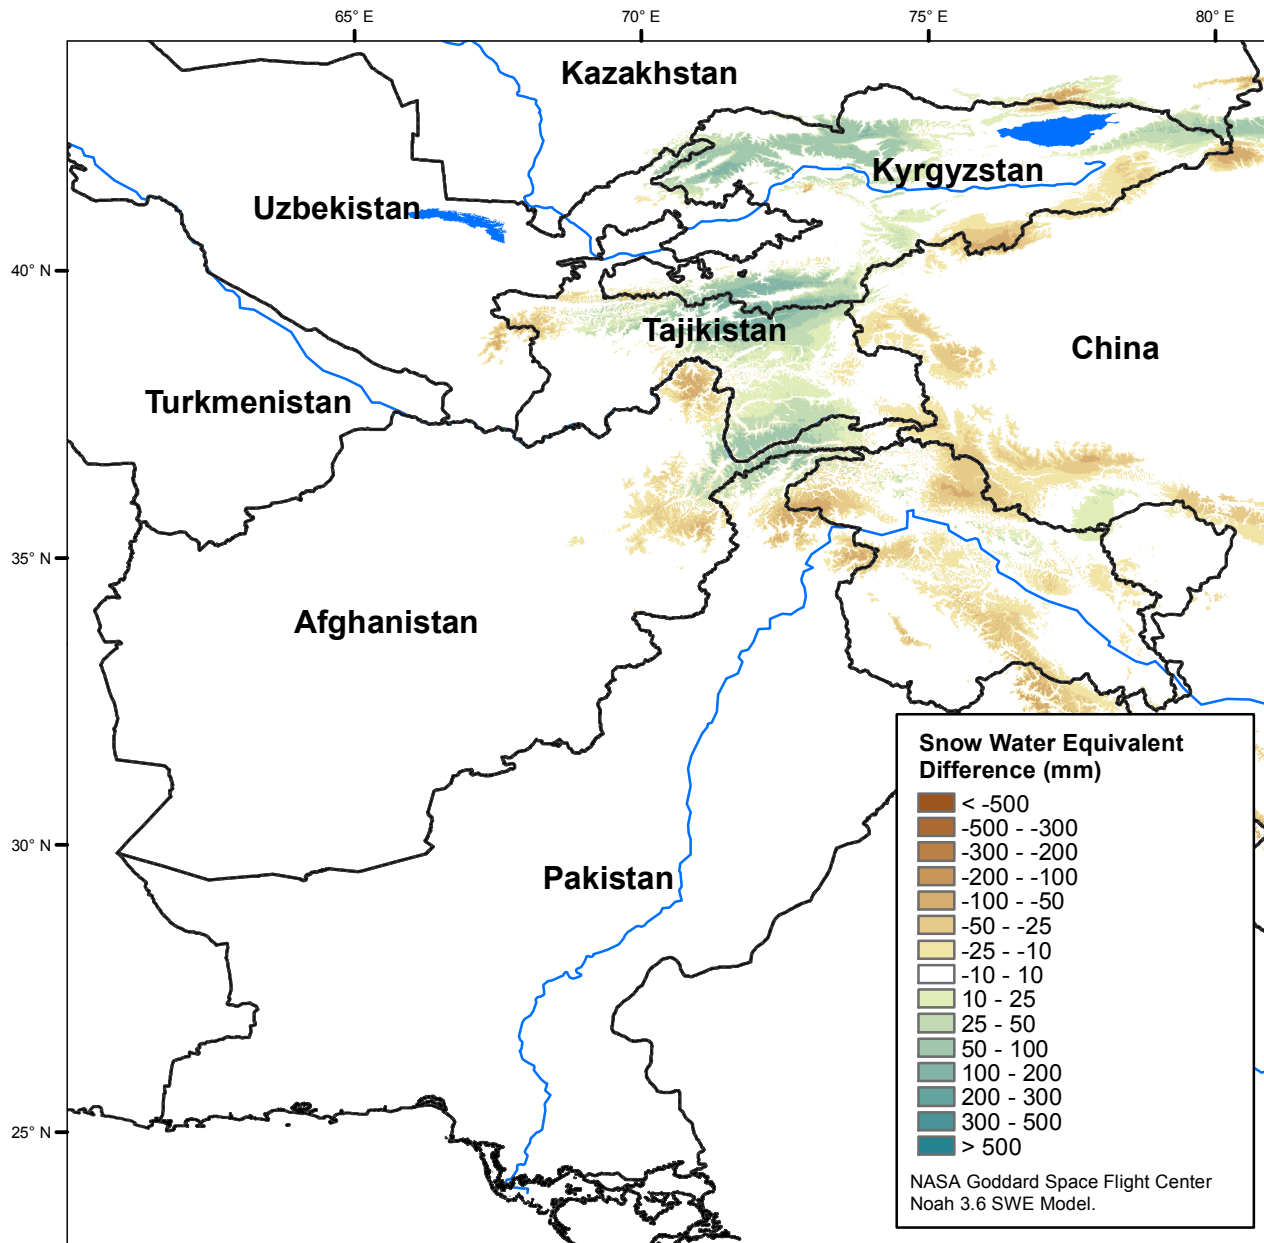 65° E
70° E
75° E
80° E
Kazakhstan
Kyrgyzstan
Uzbekistan
40° N
Tajikistan
China
Turkmenistan
35° N
Afghanistan
30° N
Pakistan
25° N
Snow Water Equivalent
Difference (mm)
< -500
-500 - -300
-300 - -200
-200 - -100
-100 - -50
-50 - -25
-25 - -10
-10 - 10
10 - 25
25 - 50
50 - 100
100 - 200
200 - 300
300 - 500
> 500
NASA Goddard Space Flight Center
Noah 3.6 SWE Model.